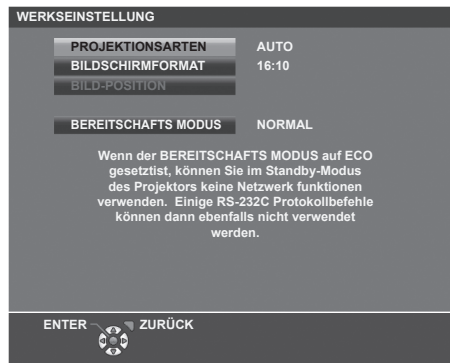 WERKSEINSTELLUNG
PROJEKTIONSARTEN AUTO
BILDSCHIRMFORMAT 16:10
BILD-POSITION
BEREITSCHAFTS MODUS NORMAL
Wenn der BEREITSCHAFTS MODUS auf ECO
gesetztist, können Sie im Standby-Modus
des Projektors keine Netzwerk funktionen
verwenden. Einige RS-232C Protokollbefehle
können dann ebenfalls nicht verwendet
werden.
ENTER ZURÜCK